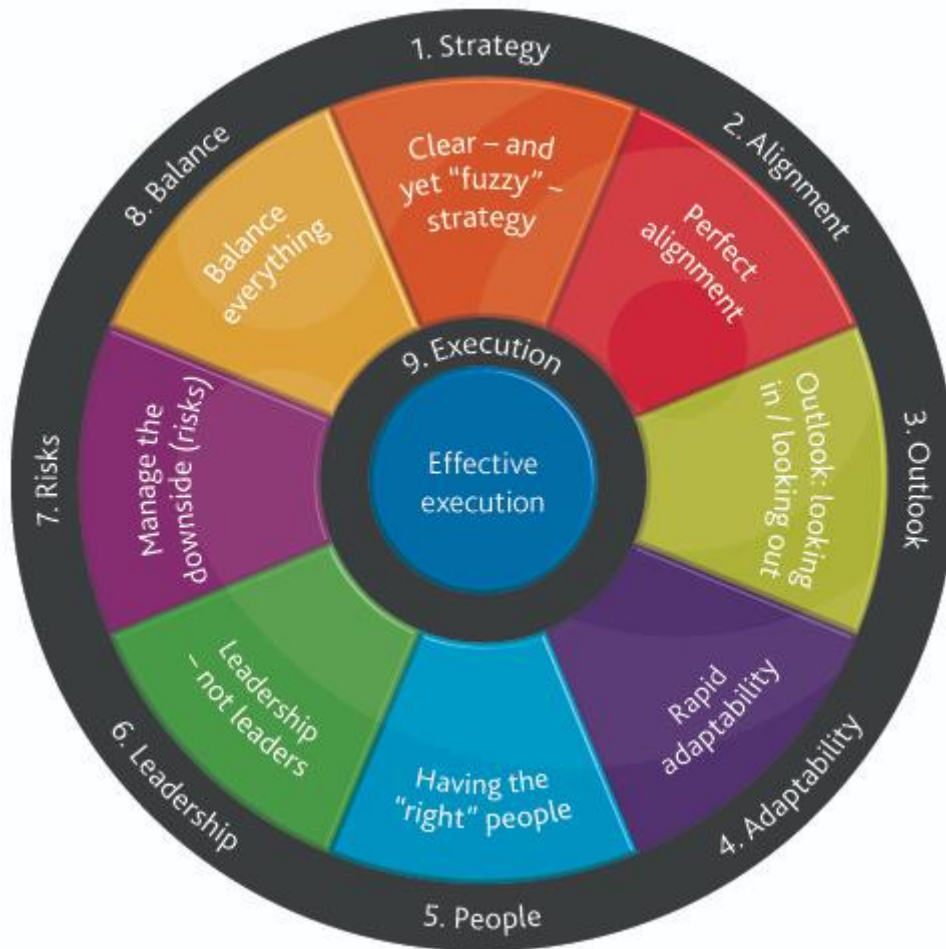 1. Strategy
Clear – and
yet "fuzzy" –
strategy
2. Alignment
Perfect
alignment
3. Outlook
Outlook: looking
in / looking out
4. Adaptability
Rapid
adaptability
5. People
Having the
"right" people
6. Leadership
Leadership
– not leaders
7. Risks
Manage the
downside (risks)
8. Balance
Balance
everything
9. Execution
Effective
execution